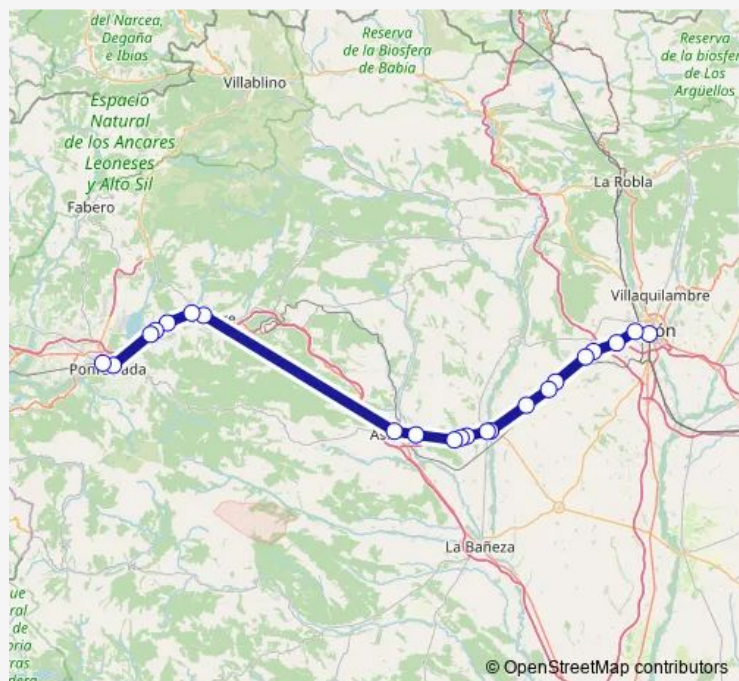 del Narcea,
Degaña
e Ibias
Reserva
de la Biosfera
de Babia
Reserva
de la biosfer
de Los
Argüellos
Villablino
Espacio
Natural
de los Ancares
Leoneses
y Alto Sil
La Robla
Fabero
Villaquilambre
La Bañeza
© OpenStreetMap contributors